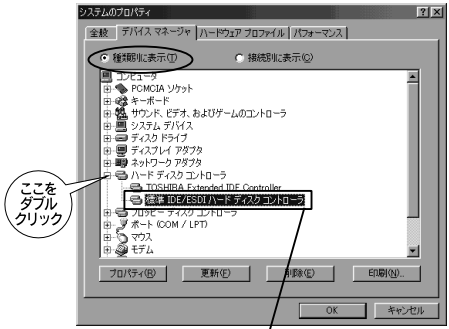 システムのプロパティ
全般
デバイス マネージャ
ハードウェア プロファイル
パフォーマンス
種類別に表示(T)
接続別に表示(C)
コンピュータ
PCMCIA ソケット
キーボード
サウンド、ビデオ、およびゲームのコントローラ
システム デバイス
ディスク ドライブ
ディスプレイ アダプタ
ネットワーク アダプタ
ハード ディスク コントローラ
TOSHIBA Extended IDE Controller
標準 IDE/ESDI ハード ディスク コントローラ
フロッピー ディスク コントローラ
ポート (COM / LPT)
マウス
モデム
ここを
ダブル
クリック
プロパティ(R)
更新(F)
削除(E)
印刷(N)...
OK
キャンセル